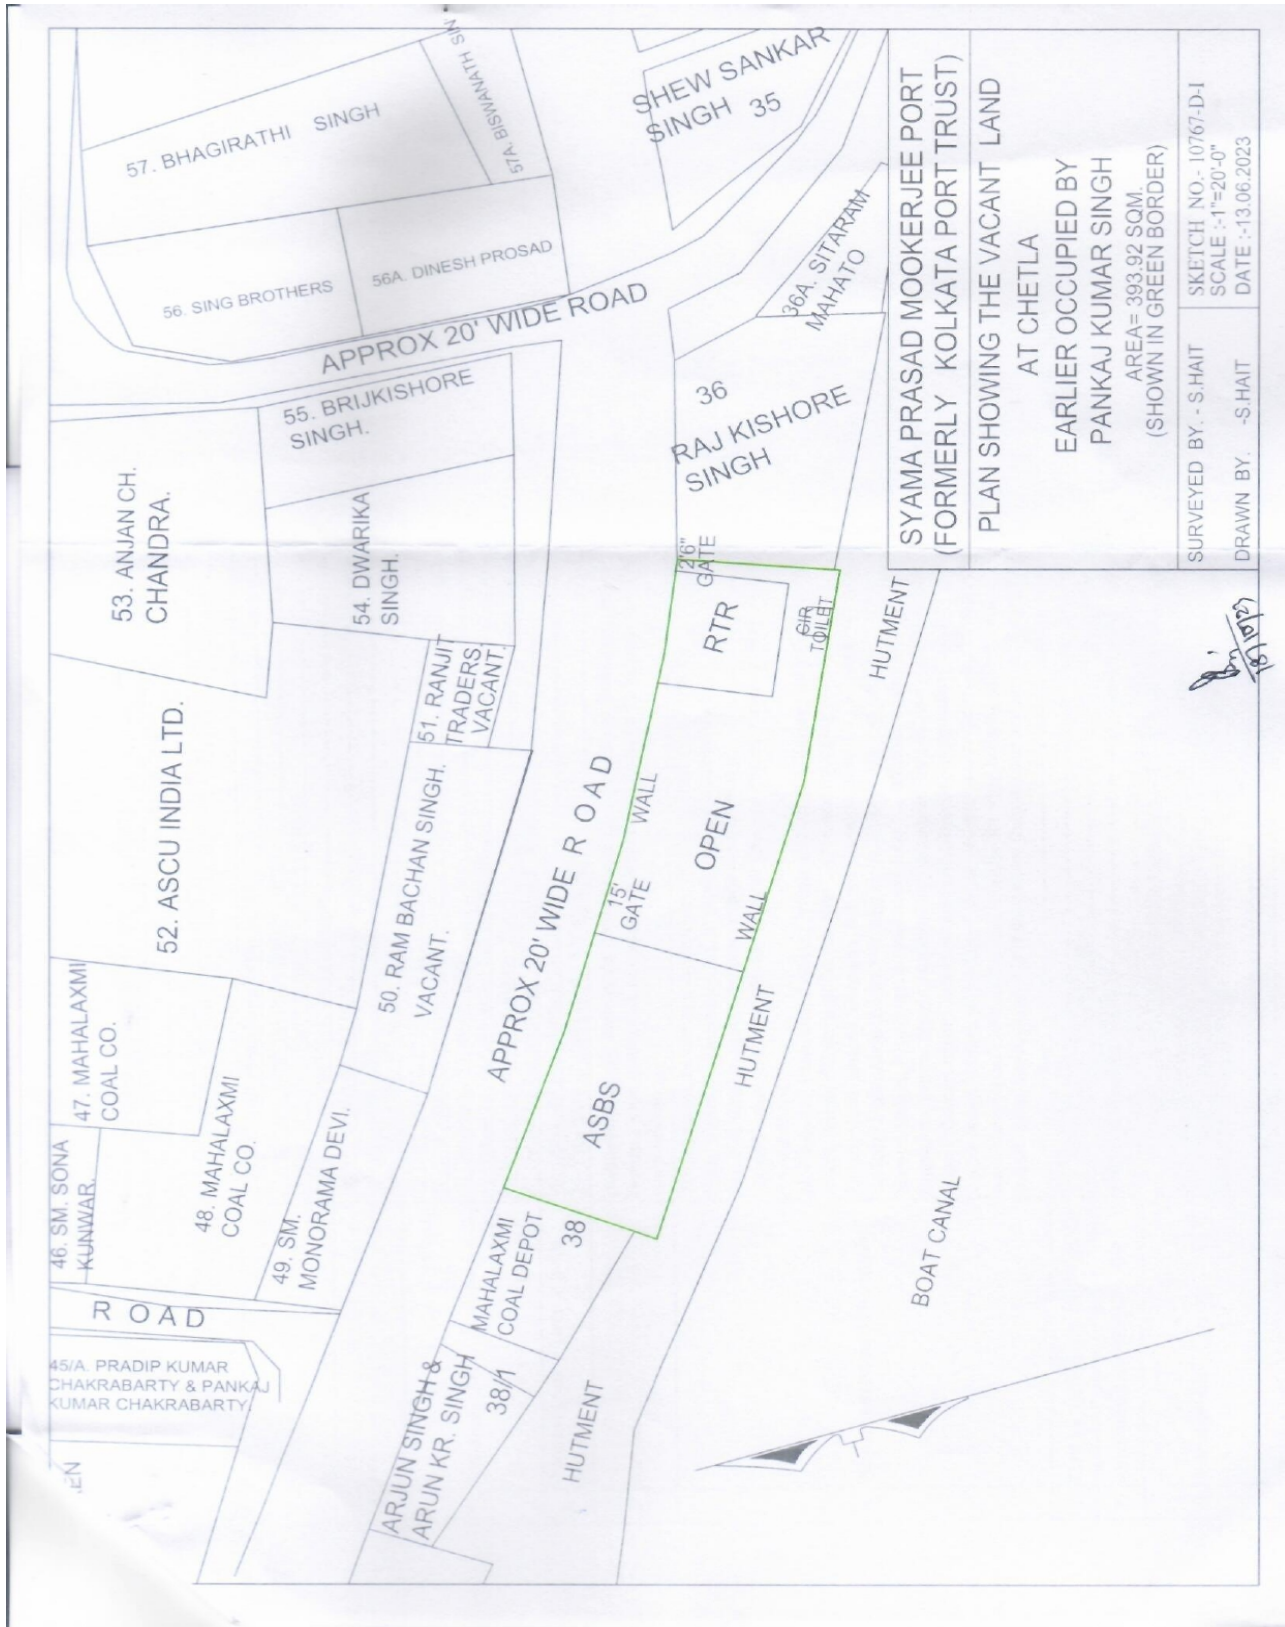 57. BHAGIRATHI SINGH
57A. BISWANATH SIN
56. SING BROTHERS
56A. DINESH PROSAD
SHEW SANKAR
SINGH 35
APPROX 20' WIDE ROAD
36A. SITARAM
MAHATO
55. BRIJKISHORE
SINGH.
36
RAJ KISHORE
SINGH
53. ANJAN CH.
CHANDRA.
54. DWARIKA
SINGH.
51. RANJIT
TRADERS.
VACANT.
52. ASCU INDIA LTD.
50. RAM BACHAN SINGH.
VACANT.
47. MAHALAXMI
COAL CO.
46. SM. SONA
KUNWAR.
48. MAHALAXMI
COAL CO.
49. SM.
MONORAMA DEVI.
ROAD
45/A. PRADIP KUMAR
CHAKRABARTY & PANKAJ
KUMAR CHAKRABARTY.
APPROX 20' WIDE ROAD
2'6"
GATE
RTR
CIR
TOILET
HUTMENT
WALL
OPEN
15'
GATE
WALL
HUTMENT
ASBS
MAHALAXMI
COAL DEPOT
38
ARJUN SINGH &
ARUN KR. SINGH
38/1
HUTMENT
BOAT CANAL
SYAMA PRASAD MOOKERJEE PORT
(FORMERLY KOLKATA PORT TRUST)
PLAN SHOWING THE VACANT LAND
AT CHETLA
EARLIER OCCUPIED BY
PANKAJ KUMAR SINGH
AREA= 393.92 SQM.
(SHOWN IN GREEN BORDER)
SURVEYED BY. - S.HAIT
DRAWN BY. -S.HAIT
SKETCH NO.- 10767-D-I
SCALE :-1"=20'-0"
DATE :-13.06.2023